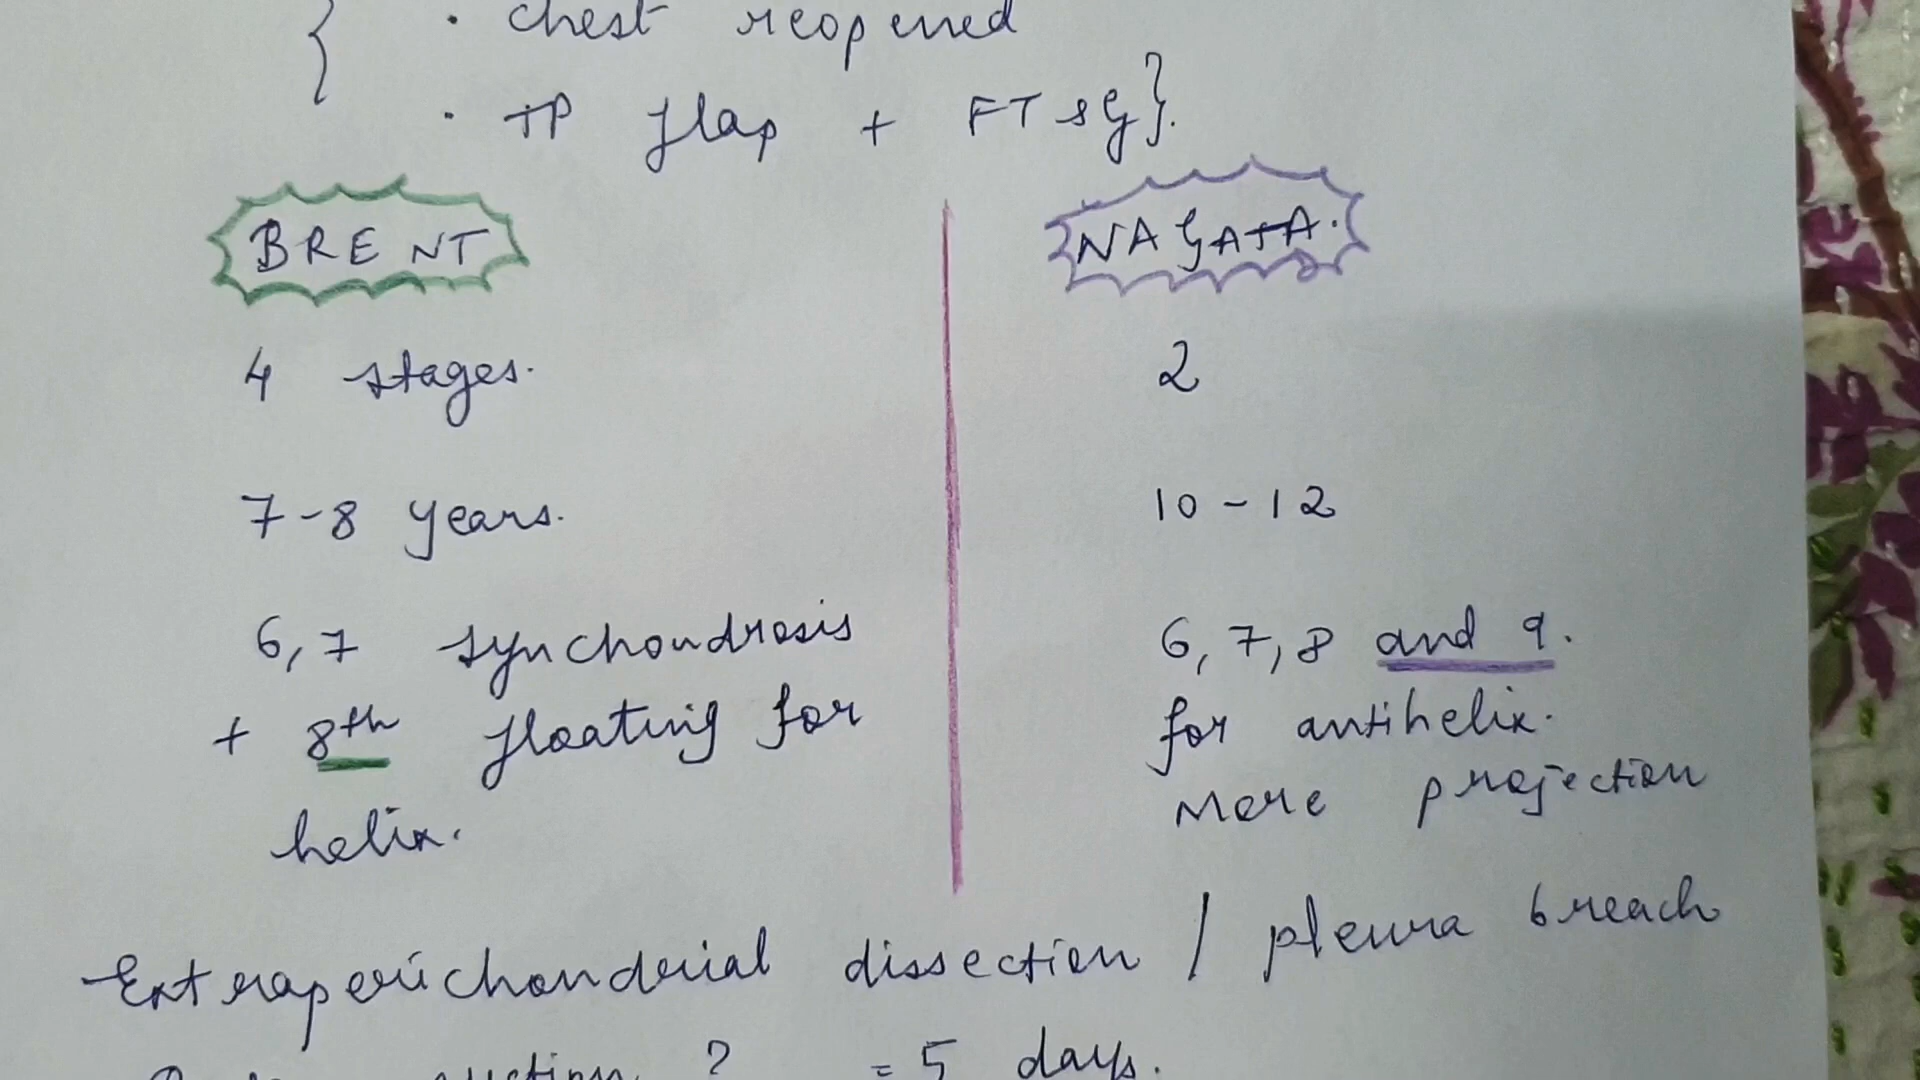 · chest reopened
· TP flap + FTSG}.
BRENT
NAGATA.
4 stages.
2
7-8 years.
10-12
6,7 synchondrosis
+ 8th floating for
helix.
6,7,8 and 9.
for antihelix.
More projection
Extraperichondrial dissection / pleura breach
suction ? = 5 days.